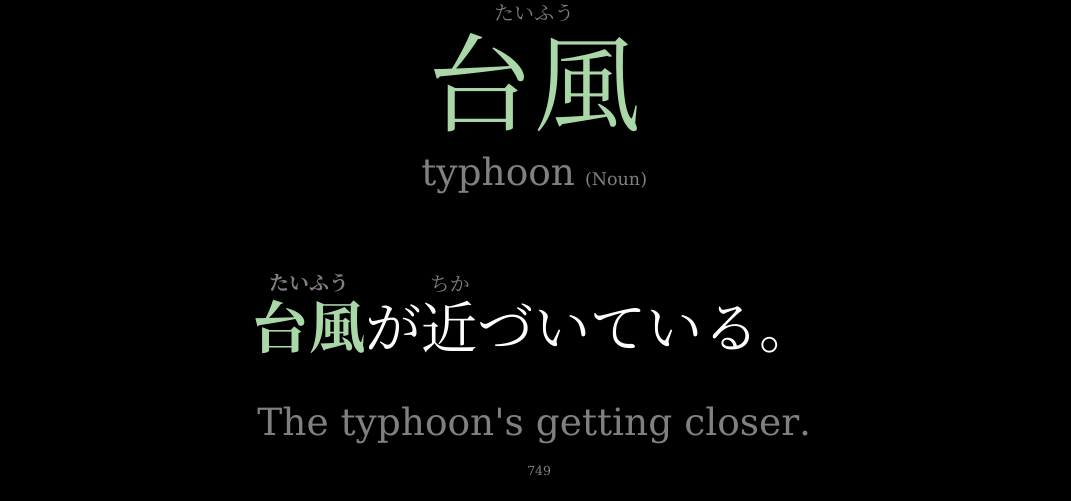 たいふう
台風
typhoon (Noun)
たいふう ちか
台風が近づいている。
The typhoon's getting closer.
749